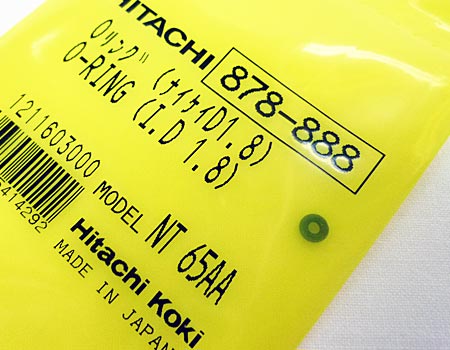 HITACHI
878-888
Oリング (ナイケイD1.8)
O-RING (I.D 1.8)
1211603000
MODEL NT 65AA
414292
Hitachi Koki
MADE IN JAPAN